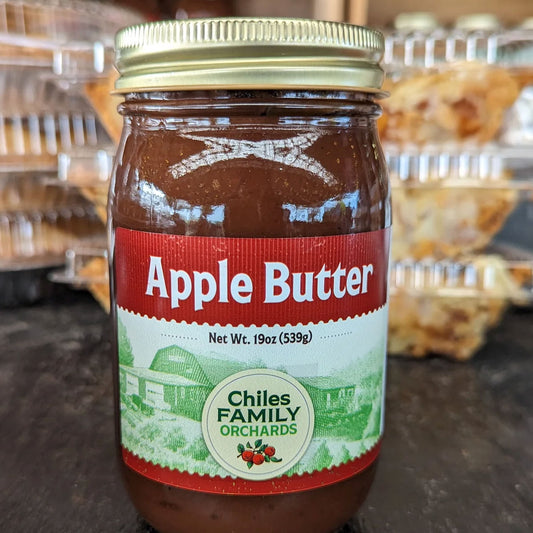 Apple Butter
Net Wt. 19oz (539g)
Chiles
FAMILY
ORCHARDS